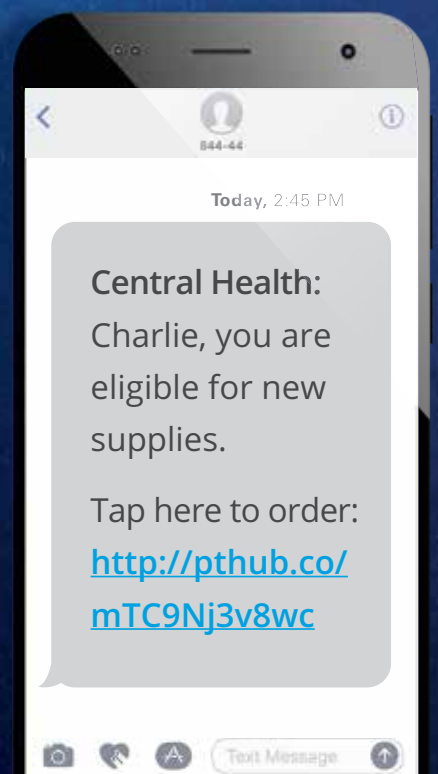 844-44
Today, 2:45 PM
Central Health:
Charlie, you are
eligible for new
supplies.
Tap here to order:
http://pthub.co/
mTC9Nj3v8wc
Text Message